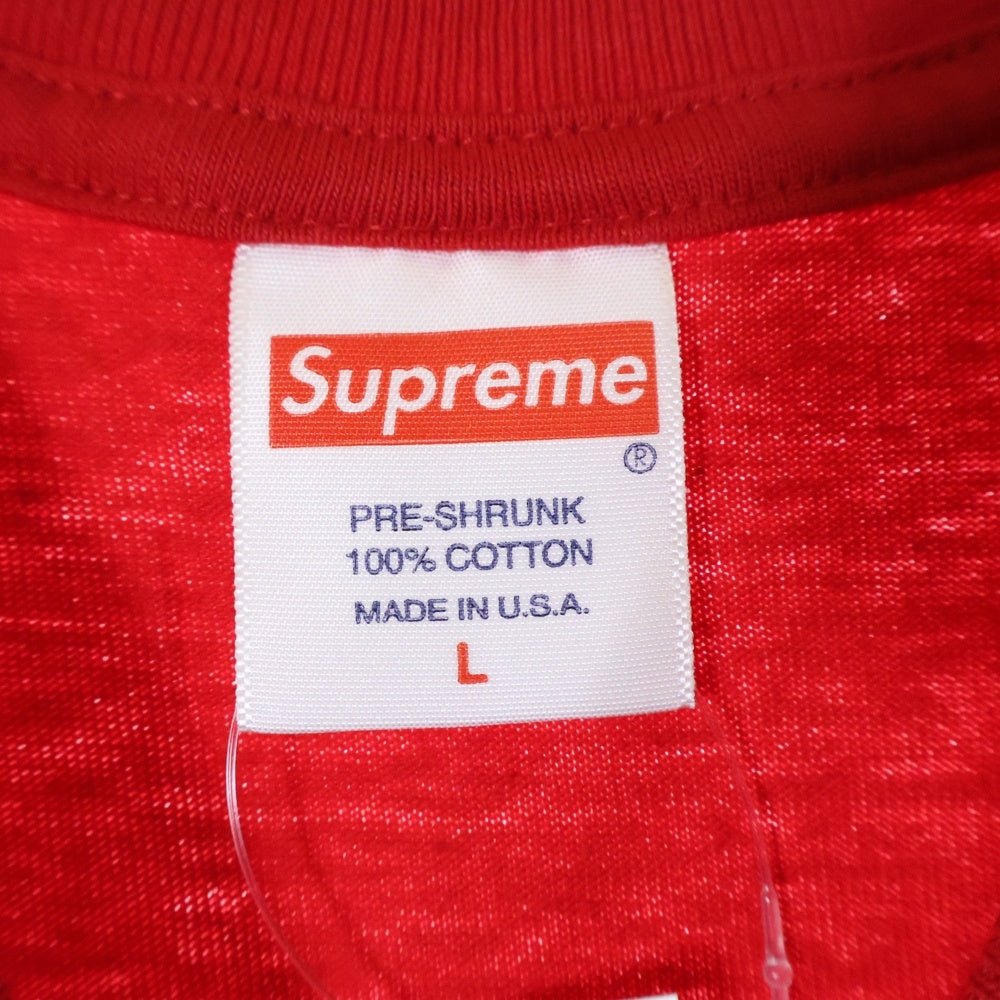 Supreme
®
PRE-SHRUNK
100% COTTON
MADE IN U.S.A.
L